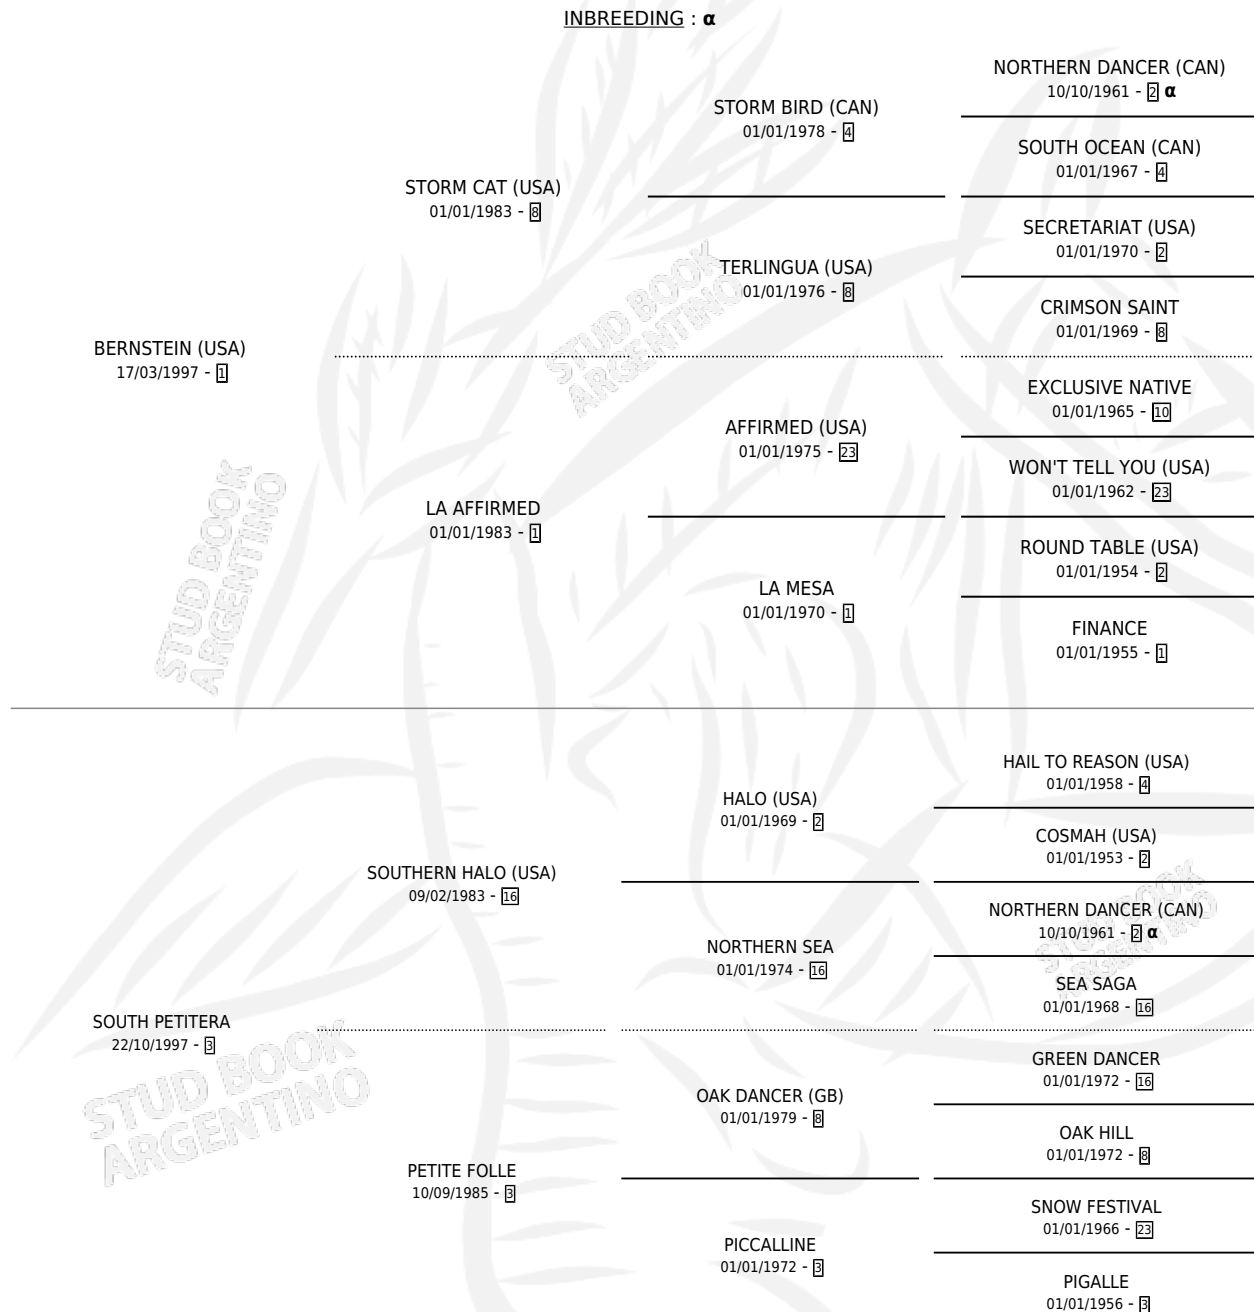 INBREEDING : α
NORTHERN DANCER (CAN)
10/10/1961 - 2 α
STORM BIRD (CAN)
01/01/1978 - 4
SOUTH OCEAN (CAN)
01/01/1967 - 4
STORM CAT (USA)
01/01/1983 - 8
SECRETARIAT (USA)
01/01/1970 - 2
TERLINGUA (USA)
01/01/1976 - 8
CRIMSON SAINT
01/01/1969 - 8
BERNSTEIN (USA)
17/03/1997 - 1
EXCLUSIVE NATIVE
01/01/1965 - 10
AFFIRMED (USA)
01/01/1975 - 23
WON'T TELL YOU (USA)
01/01/1962 - 23
LA AFFIRMED
01/01/1983 - 1
ROUND TABLE (USA)
01/01/1954 - 2
LA MESA
01/01/1970 - 1
FINANCE
01/01/1955 - 1
HAIL TO REASON (USA)
01/01/1958 - 4
HALO (USA)
01/01/1969 - 2
COSMAH (USA)
01/01/1953 - 2
SOUTHERN HALO (USA)
09/02/1983 - 16
NORTHERN DANCER (CAN)
10/10/1961 - 2 α
NORTHERN SEA
01/01/1974 - 16
SEA SAGA
01/01/1968 - 16
SOUTH PETITERA
22/10/1997 - 3
GREEN DANCER
01/01/1972 - 16
OAK DANCER (GB)
01/01/1979 - 8
OAK HILL
01/01/1972 - 8
PETITE FOLLE
10/09/1985 - 3
SNOW FESTIVAL
01/01/1966 - 23
PICCALLINE
01/01/1972 - 3
PIGALLE
01/01/1956 - 3
STUD BOOK
ARGENTINO
STUD BOOK
ARGENTINO
STUD BOOK
ARGENTINO
STUD BOOK
ARGENTINO